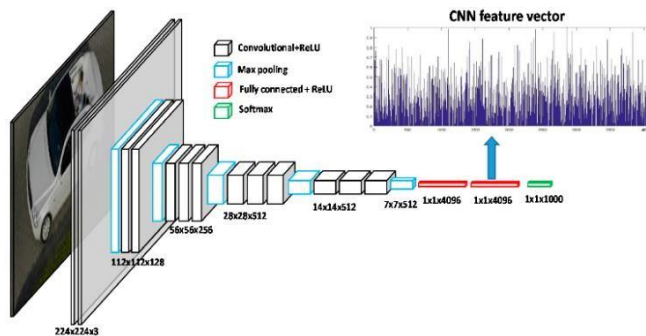 CNN feature vector
Convolutional+ReLU
Max pooling
Fully connected + ReLU
Softmax
224x224x3
112x112x128
56x56x256
28x28x512
14x14x512
7x7x512
1x1x4096
1x1x4096
1x1x1000